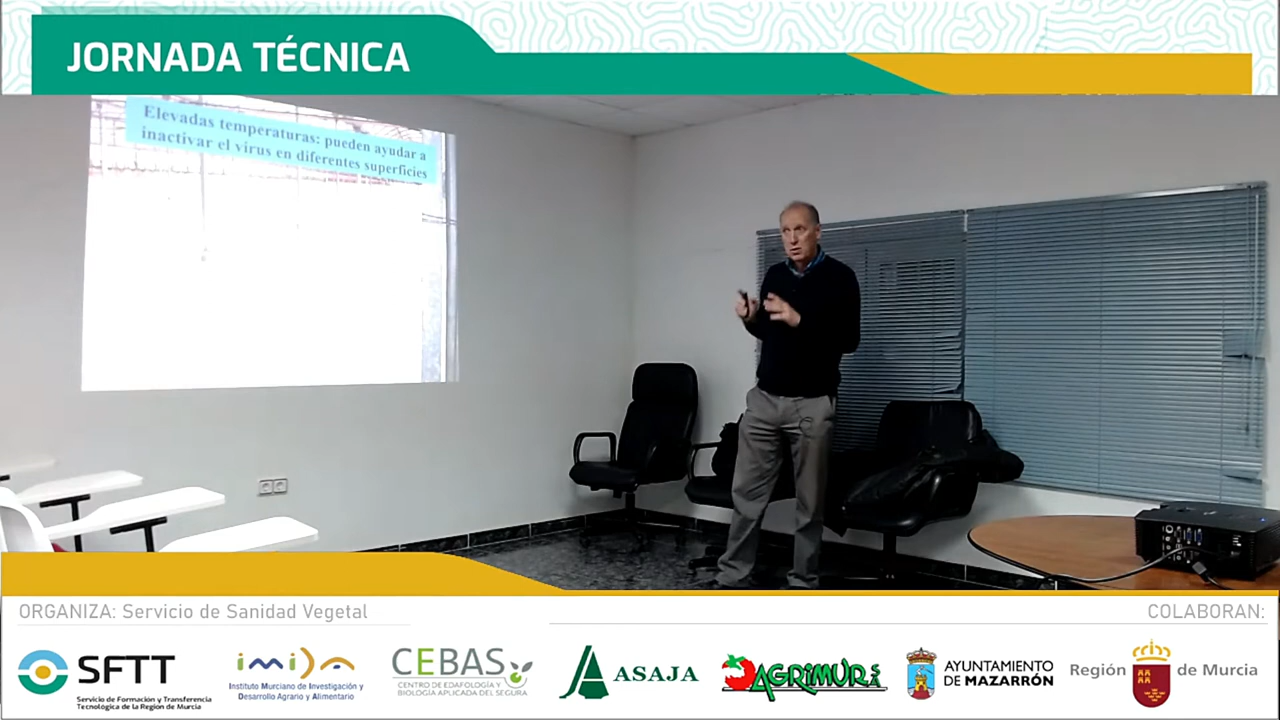 JORNADA TÉCNICA
Elevadas temperaturas: pueden ayudar a
inactivar el virus en diferentes superficies
ORGANIZA: Servicio de Sanidad Vegetal
COLABORAN:
SFTT
Servicio de Formación y Transferencia
Tecnológica de la Región de Murcia
imida
Instituto Murciano de Investigación y
Desarrollo Agrario y Alimentario
CEBAS
CENTRO DE EDAFOLOGÍA Y
BIOLOGÍA APLICADA DEL SEGURA
ASAJA
AGRIMUR
AYUNTAMIENTO
DE MAZARRÓN
Región de Murcia